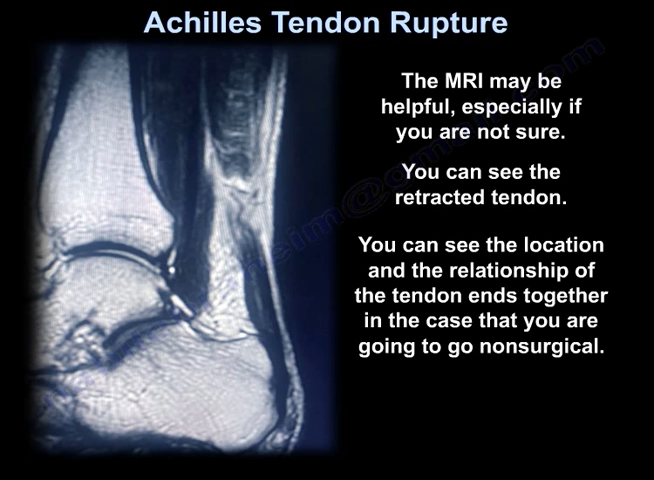 Achilles Tendon Rupture
The MRI may be
helpful, especially if
you are not sure.
You can see the
retracted tendon.
You can see the location
and the relationship of
the tendon ends together
in the case that you are
going to go nonsurgical.